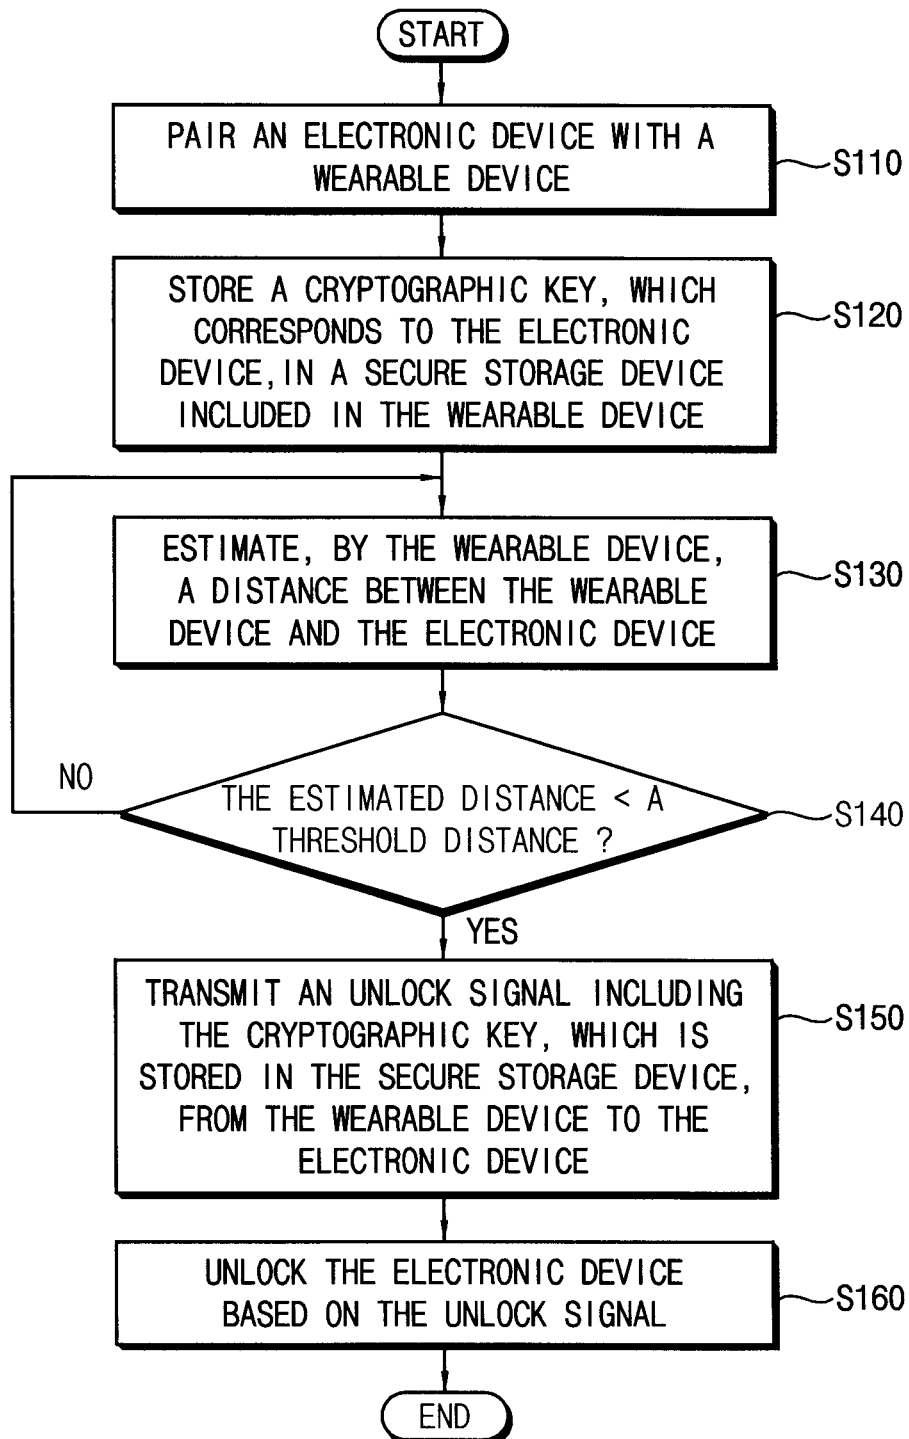 START
PAIR AN ELECTRONIC DEVICE WITH A
WEARABLE DEVICE
S110
STORE A CRYPTOGRAPHIC KEY, WHICH
CORRESPONDS TO THE ELECTRONIC
DEVICE, IN A SECURE STORAGE DEVICE
INCLUDED IN THE WEARABLE DEVICE
S120
ESTIMATE, BY THE WEARABLE DEVICE,
A DISTANCE BETWEEN THE WEARABLE
DEVICE AND THE ELECTRONIC DEVICE
S130
NO
THE ESTIMATED DISTANCE < A
THRESHOLD DISTANCE ?
S140
YES
TRANSMIT AN UNLOCK SIGNAL INCLUDING
THE CRYPTOGRAPHIC KEY, WHICH IS
STORED IN THE SECURE STORAGE DEVICE,
FROM THE WEARABLE DEVICE TO THE
ELECTRONIC DEVICE
S150
UNLOCK THE ELECTRONIC DEVICE
BASED ON THE UNLOCK SIGNAL
S160
END